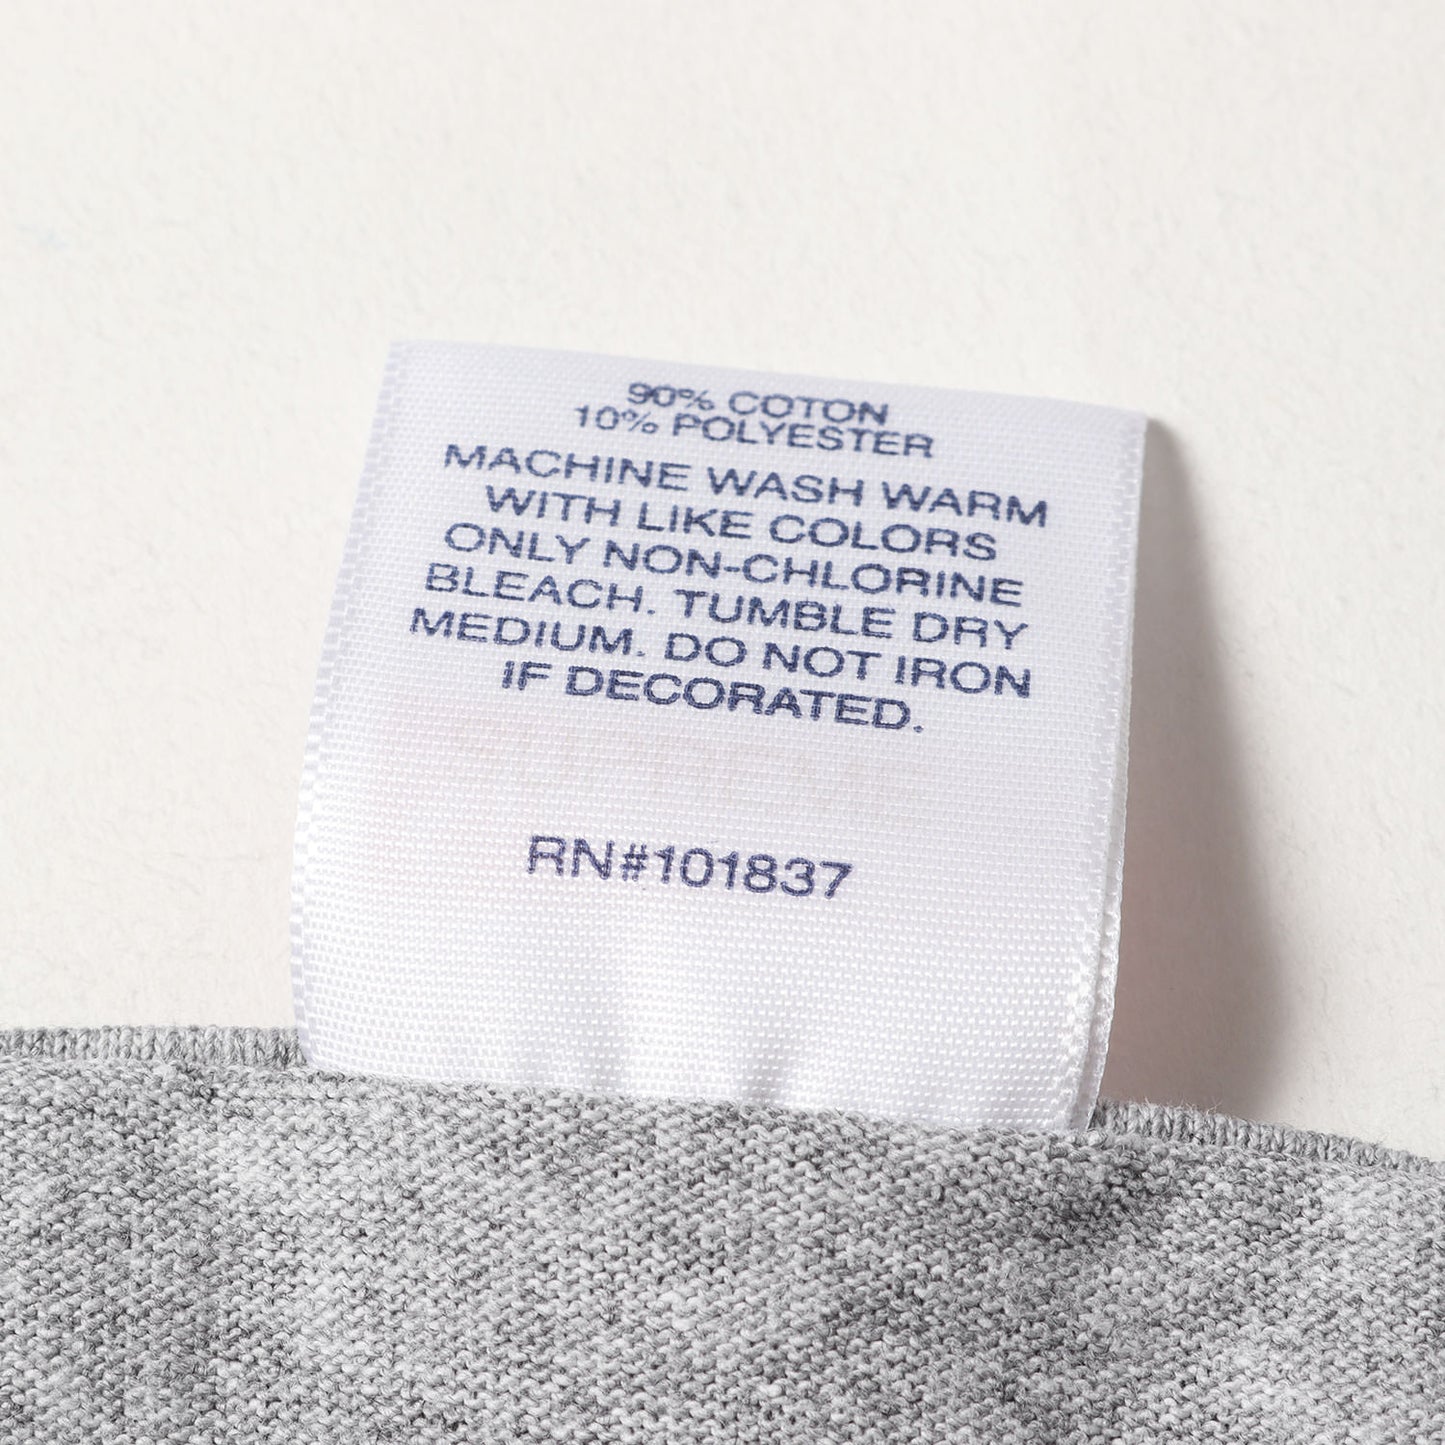 90% COTTON
10% POLYESTER
MACHINE WASH WARM
WITH LIKE COLORS
ONLY NON-CHLORINE
BLEACH. TUMBLE DRY
MEDIUM. DO NOT IRON
IF DECORATED.
RN#101837